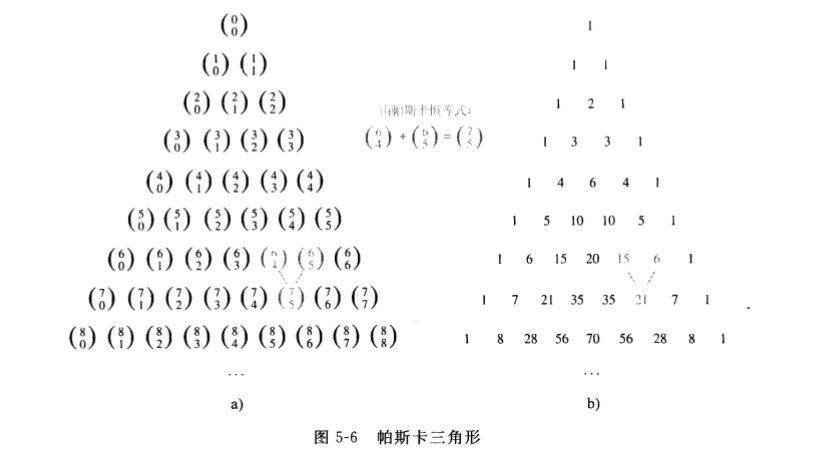 (0 0)
(1 0) (1 1)
(2 0) (2 1) (2 2)
(3 0) (3 1) (3 2) (3 3)
(4 0) (4 1) (4 2) (4 3) (4 4)
(5 0) (5 1) (5 2) (5 3) (5 4) (5 5)
(6 0) (6 1) (6 2) (6 3) (6 4) (6 5) (6 6)
(7 0) (7 1) (7 2) (7 3) (7 4) (7 5) (7 6) (7 7)
(8 0) (8 1) (8 2) (8 3) (8 4) (8 5) (8 6) (8 7) (8 8)
...
a)
由帕斯卡恒等式:
(6 4) + (6 5) = (7 5)
1
1 1
1 2 1
1 3 3 1
1 4 6 4 1
1 5 10 10 5 1
1 6 15 20 15 6 1
1 7 21 35 35 21 7 1
1 8 28 56 70 56 28 8 1
...
b)
图 5-6 帕斯卡三角形